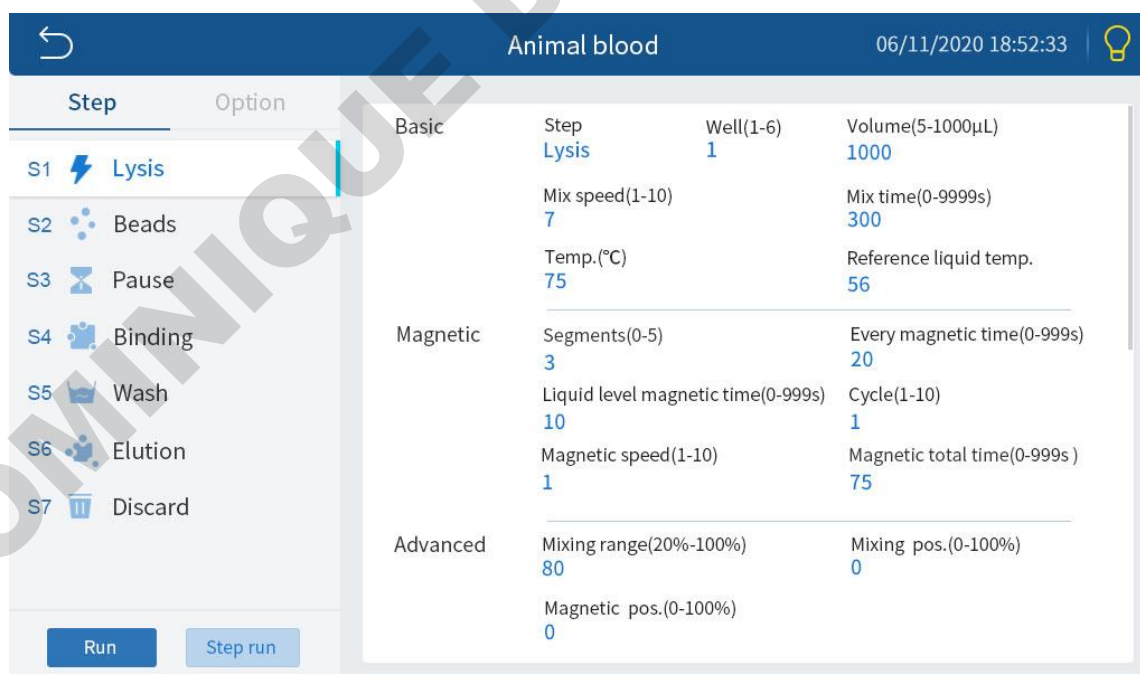 Animal blood
06/11/2020 18:52:33
Step Option
S1 Lysis
S2 Beads
S3 Pause
S4 Binding
S5 Wash
S6 Elution
S7 Discard
Run Step run
Basic
Step Well(1-6) Volume(5-1000μL)
Lysis 1 1000
Mix speed(1-10) Mix time(0-9999s)
7 300
Temp.(°C) Reference liquid temp.
75 56
Magnetic
Segments(0-5) Every magnetic time(0-999s)
3 20
Liquid level magnetic time(0-999s) Cycle(1-10)
10 1
Magnetic speed(1-10) Magnetic total time(0-999s)
1 75
Advanced
Mixing range(20%-100%) Mixing pos.(0-100%)
80 0
Magnetic pos.(0-100%)
0
OMINIQUE